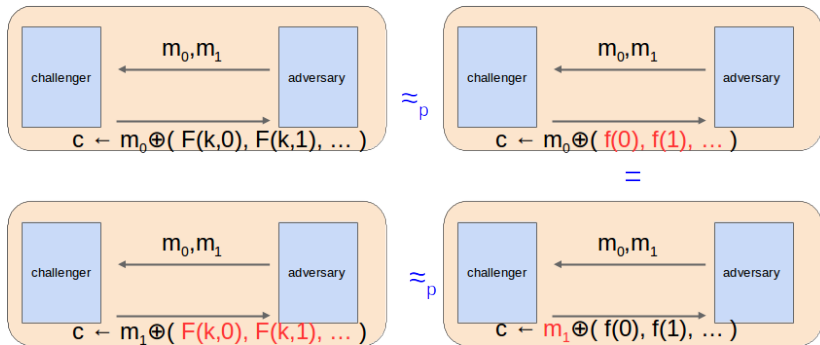 m₀,m₁
challenger
adversary
c ← m₀⊕( F(k,0), F(k,1), … )
≈ₚ
m₀,m₁
challenger
adversary
c ← m₀⊕( f(0), f(1), … )
=
m₀,m₁
challenger
adversary
c ← m₁⊕( F(k,0), F(k,1), … )
≈ₚ
m₀,m₁
challenger
adversary
c ← m₁⊕( f(0), f(1), … )